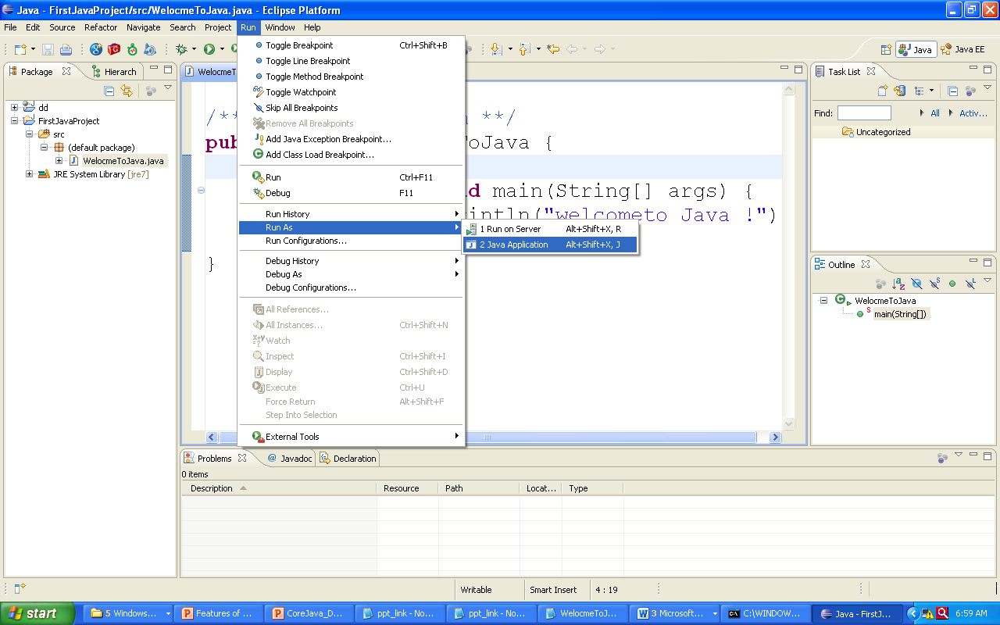 Java - FirstJavaProject/src/WelocmeToJava.java - Eclipse Platform
File Edit Source Refactor Navigate Search Project Run Window Help
Java Java EE
Package Hierarch
dd
FirstJavaProject
src
(default package)
WelocmeToJava.java
JRE System Library [jre7]
WelocmeT
/** **/
pub ToJava {
main(String[] args) {
println("welcometo Java !")
}
Toggle Breakpoint Ctrl+Shift+B
Toggle Line Breakpoint
Toggle Method Breakpoint
Toggle Watchpoint
Skip All Breakpoints
Remove All Breakpoints
Add Java Exception Breakpoint...
Add Class Load Breakpoint...
Run Ctrl+F11
Debug F11
Run History
Run As
Run Configurations...
Debug History
Debug As
Debug Configurations...
All References...
All Instances... Ctrl+Shift+N
Watch
Inspect Ctrl+Shift+I
Display Ctrl+Shift+D
Execute Ctrl+U
Force Return Alt+Shift+F
Step Into Selection
External Tools
1 Run on Server Alt+Shift+X, R
2 Java Application Alt+Shift+X, J
Task List
Find: All Activ...
Uncategorized
Outline
WelocmeToJava
main(String[])
Problems Javadoc Declaration
0 items
Description Resource Path Locat... Type
Writable Smart Insert 4 : 19
start 5 Windows... Features of ... CoreJava_D... ppt_link - No... ppt_link - No... WelocmeToJ... 3 Microsoft... C:\WINDOW... Java - FirstJ... 6:59 AM